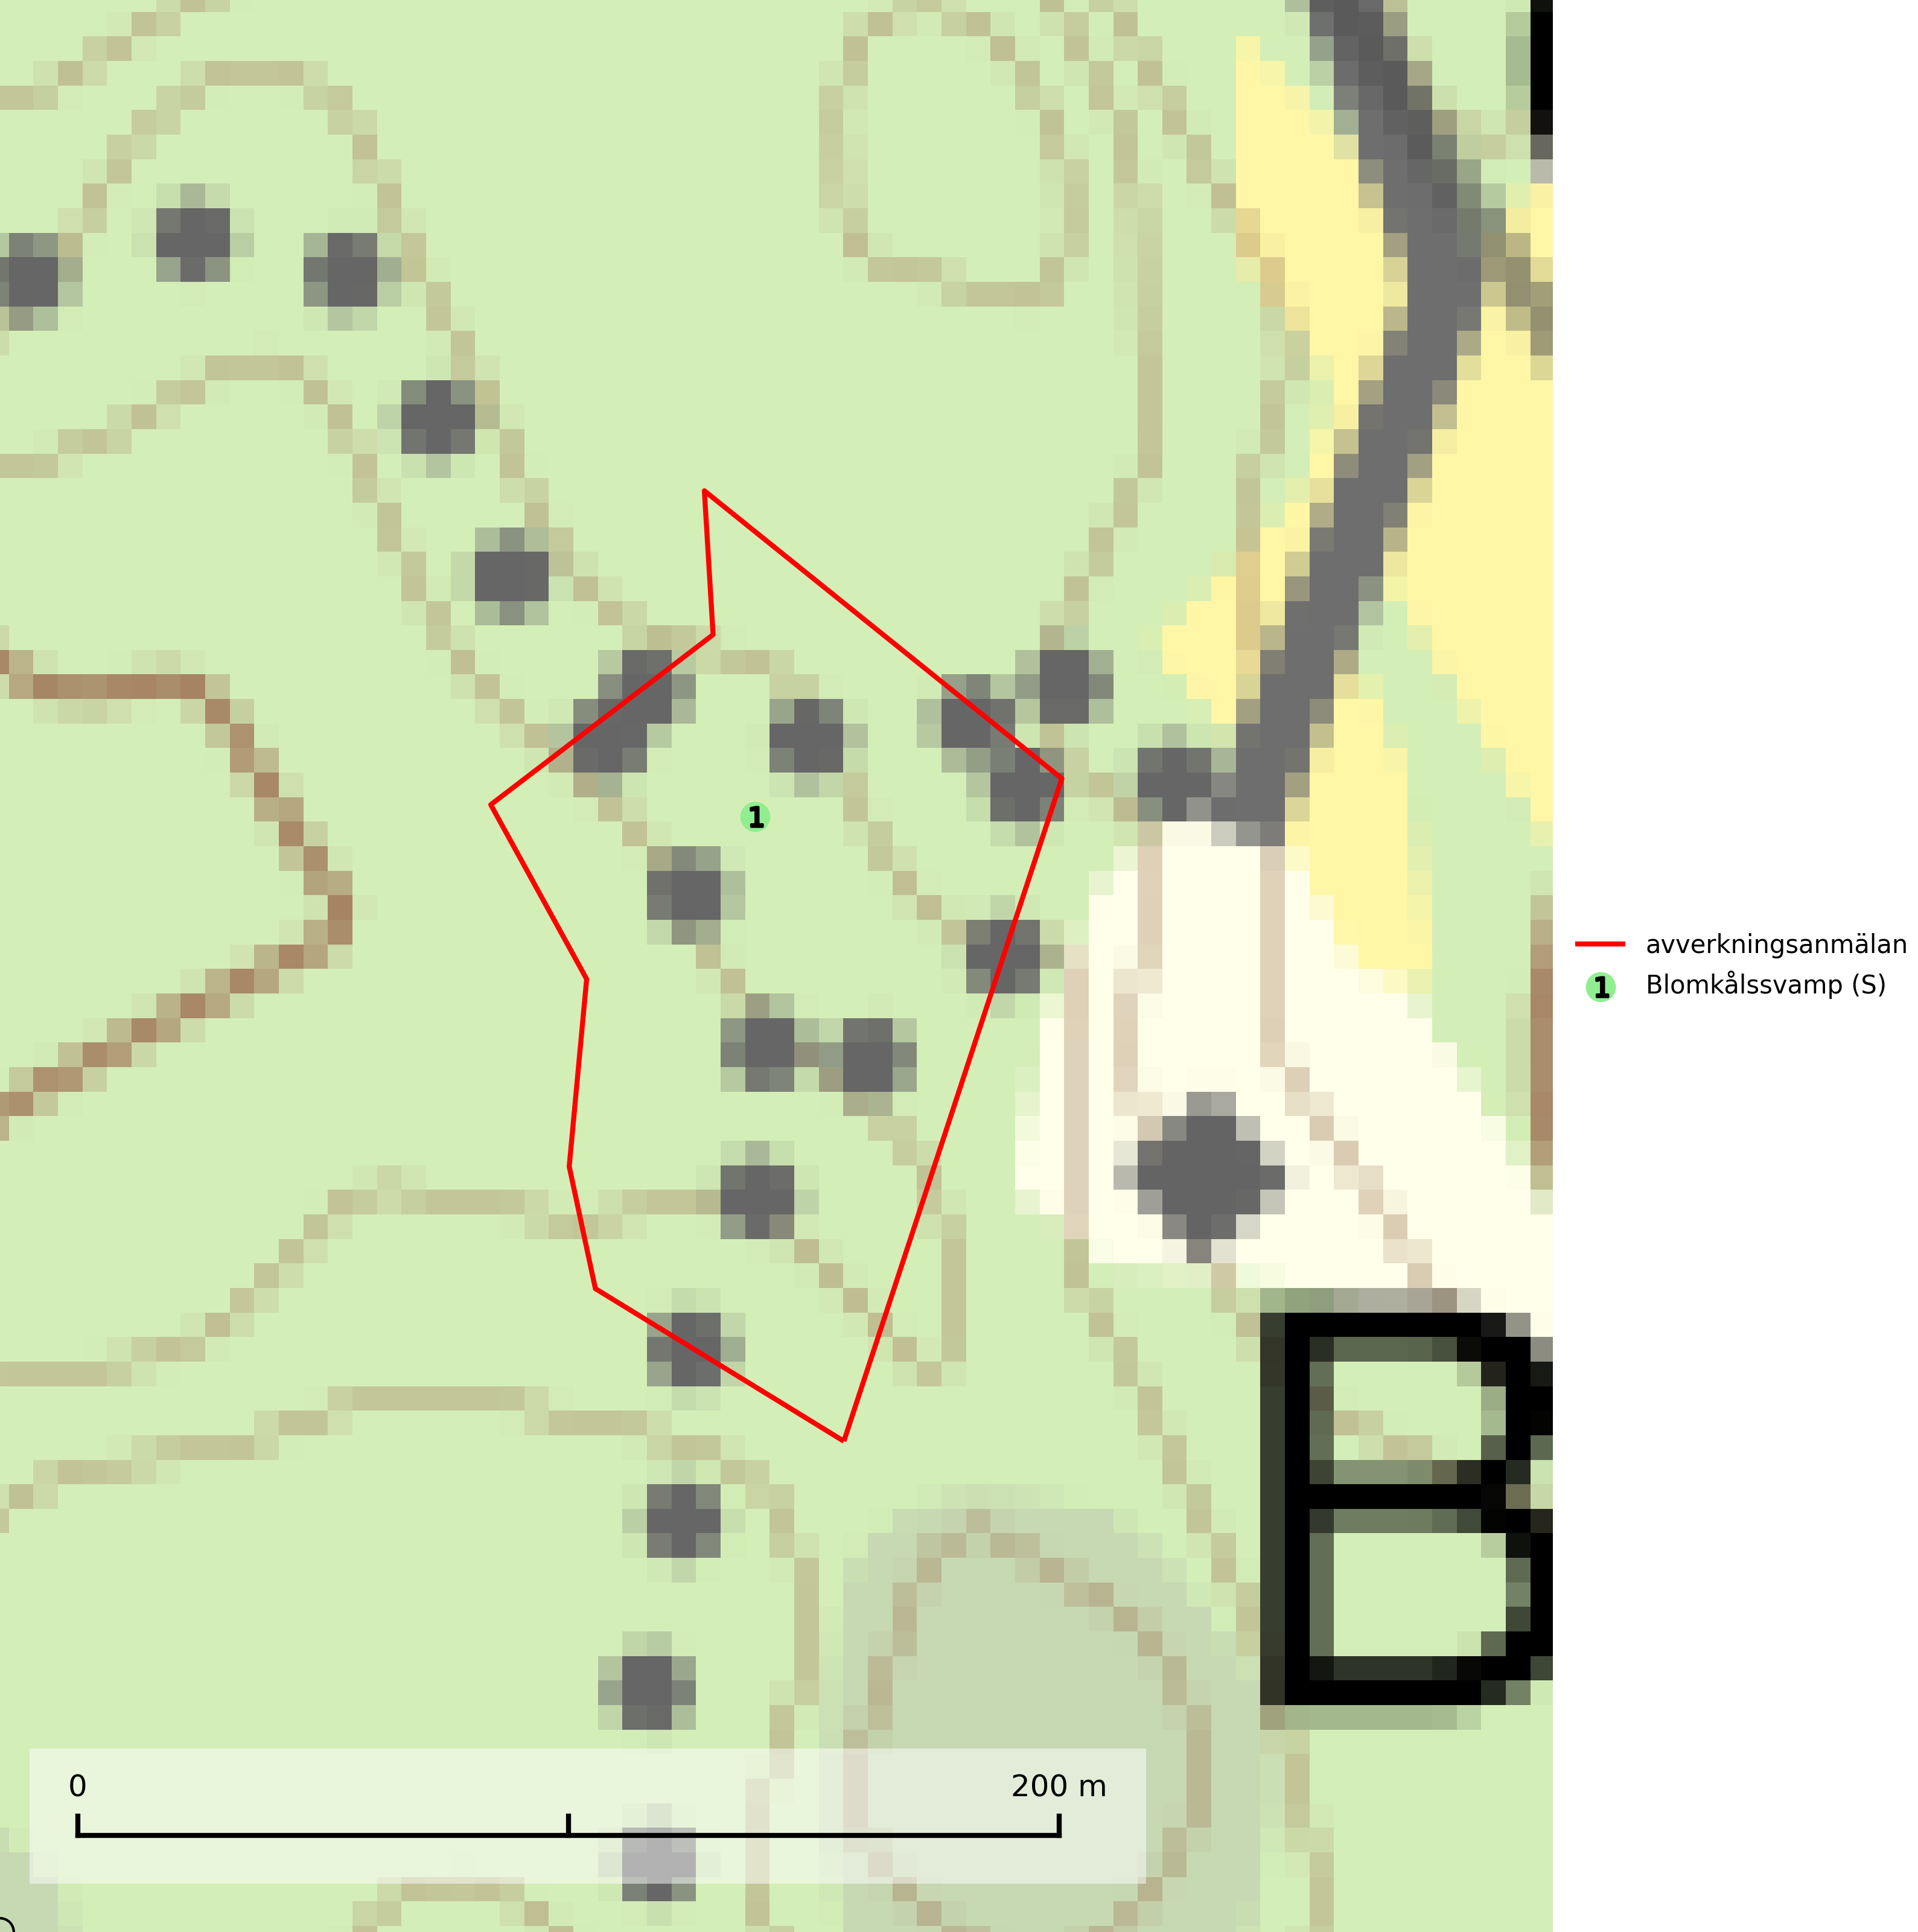 1
avverkningsanmälan
1 Blomkålssvamp (S)
B
0 200 m